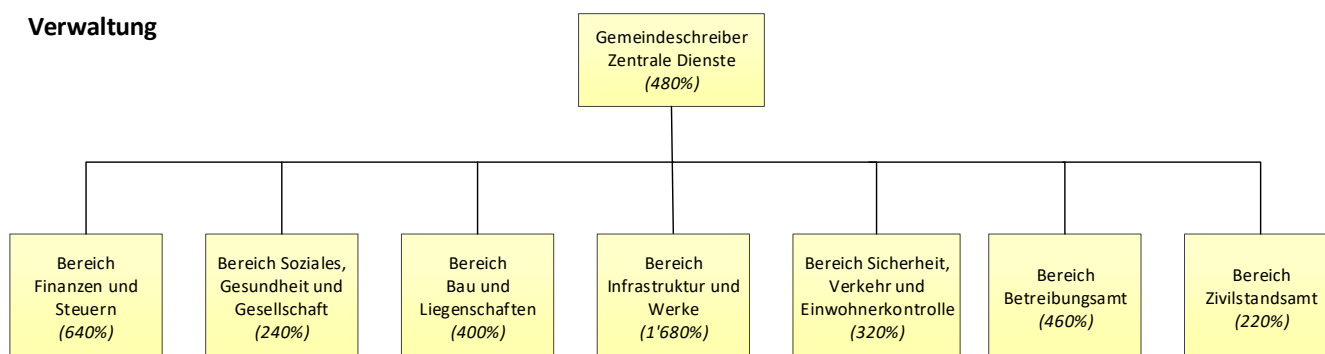 Verwaltung
Gemeindeschreiber
Zentrale Dienste
(480%)
Bereich
Finanzen und
Steuern
(640%)
Bereich Soziales,
Gesundheit und
Gesellschaft
(240%)
Bereich
Bau und
Liegenschaften
(400%)
Bereich
Infrastruktur und
Werke
(1'680%)
Bereich Sicherheit,
Verkehr und
Einwohnerkontrolle
(320%)
Bereich
Betreibungsamt
(460%)
Bereich
Zivilstandsamt
(220%)